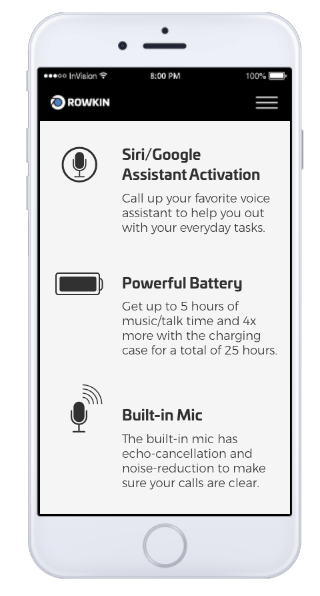 ●●●○○ InVision 8:00 PM 100%
ROWKIN
Siri/Google
Assistant Activation
Call up your favorite voice
assistant to help you out
with your everyday tasks.
Powerful Battery
Get up to 5 hours of
music/talk time and 4x
more with the charging
case for a total of 25 hours.
Built-in Mic
The built-in mic has
echo-cancellation and
noise-reduction to make
sure your calls are clear.